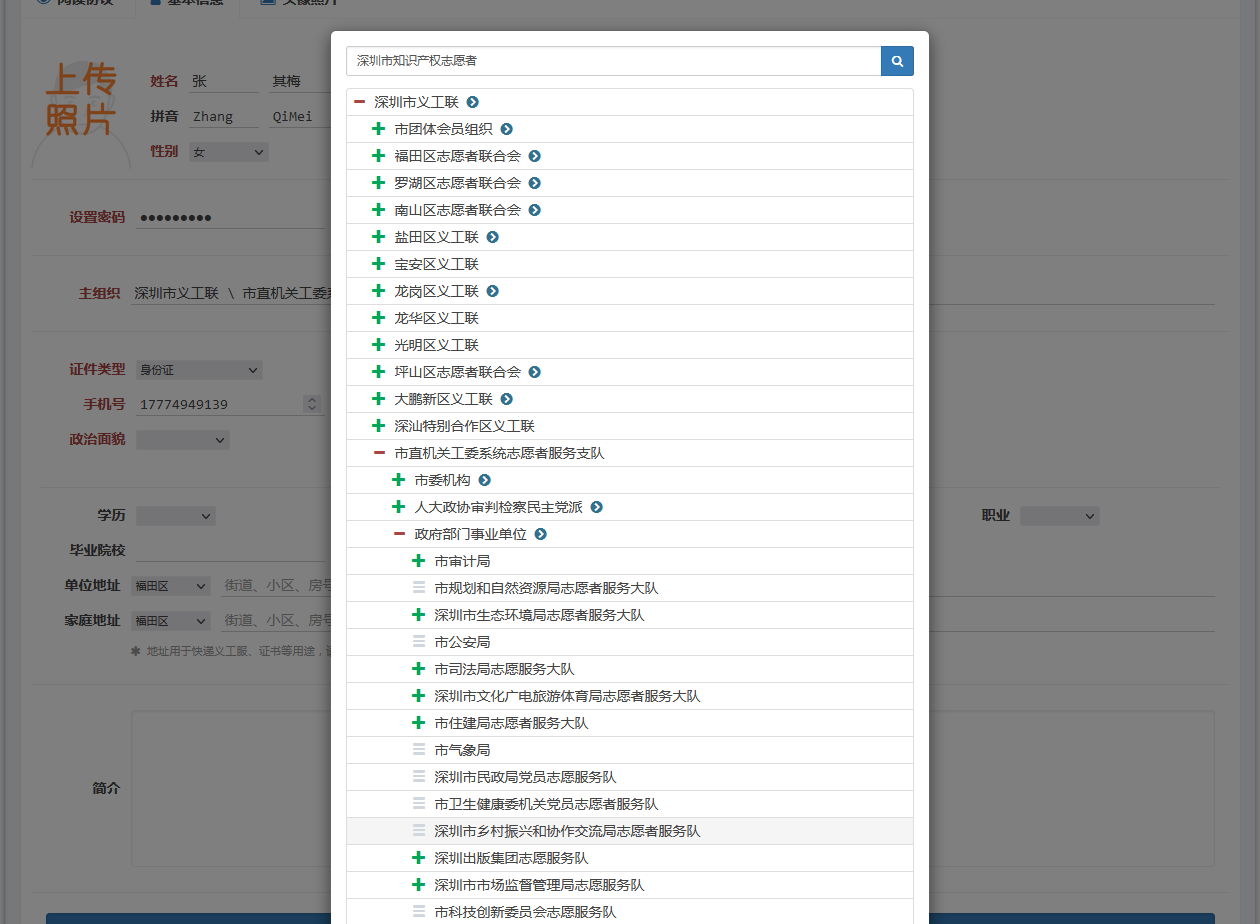 阅读协议 基本信息 头像照片
上传
照片
姓名 张 其梅
拼音 Zhang QiMei
性别 女
设置密码 ●●●●●●●●●
主组织 深圳市义工联 \ 市直机关工委系
证件类型 身份证
手机号 17774949139
政治面貌
学历
职业
毕业院校
单位地址 福田区 街道、小区、房号
家庭地址 福田区 街道、小区、房号
✱ 地址用于快递义工服、证书等用途，
简介
深圳市知识产权志愿者
深圳市义工联
市团体会员组织
福田区志愿者联合会
罗湖区志愿者联合会
南山区志愿者联合会
盐田区义工联
宝安区义工联
龙岗区义工联
龙华区义工联
光明区义工联
坪山区志愿者联合会
大鹏新区义工联
深汕特别合作区义工联
市直机关工委系统志愿者服务支队
市委机构
人大政协审判检察民主党派
政府部门事业单位
市审计局
市规划和自然资源局志愿者服务大队
深圳市生态环境局志愿者服务大队
市公安局
市司法局志愿服务大队
深圳市文化广电旅游体育局志愿者服务大队
市住建局志愿者服务大队
市气象局
深圳市民政局党员志愿服务队
市卫生健康委机关党员志愿者服务队
深圳市乡村振兴和协作交流局志愿者服务队
深圳出版集团志愿服务队
深圳市市场监督管理局志愿服务队
市科技创新委员会志愿服务队